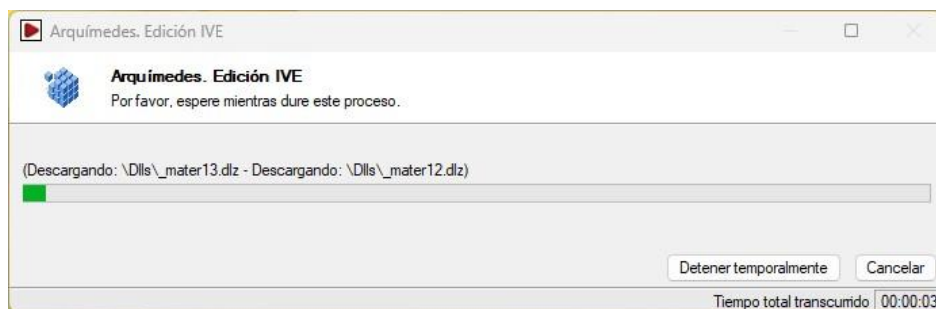 Arquímedes. Edición IVE
Arquímedes. Edición IVE
Por favor, espere mientras dure este proceso.
(Descargando: \Dlls\_mater13.dlz - Descargando: \Dlls\_mater12.dlz)
Detener temporalmente Cancelar
Tiempo total transcurrido 00:00:03